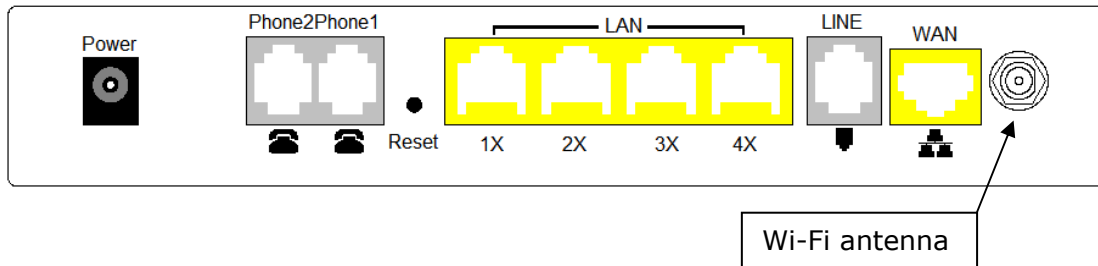 Power
Phone2Phone1
Reset
LAN
1X 2X 3X 4X
LINE
WAN
Wi-Fi antenna